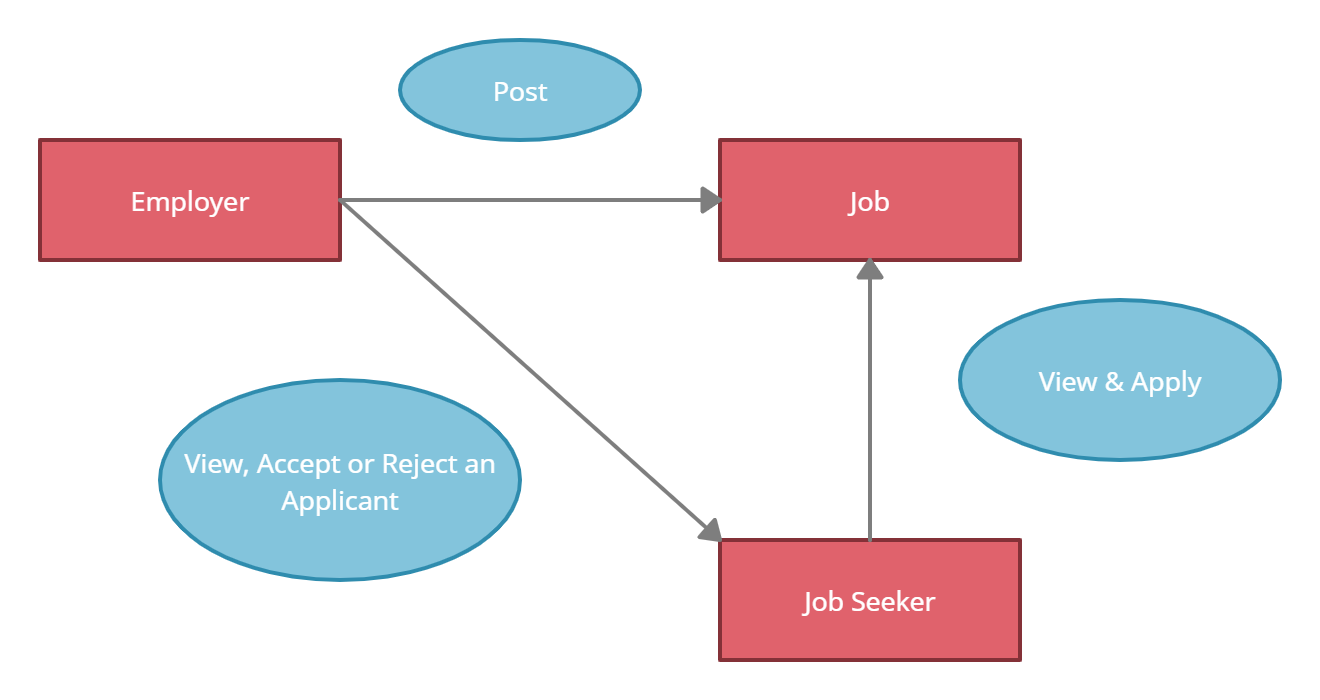 Post
Employer
Job
View & Apply
View, Accept or Reject an
Applicant
Job Seeker